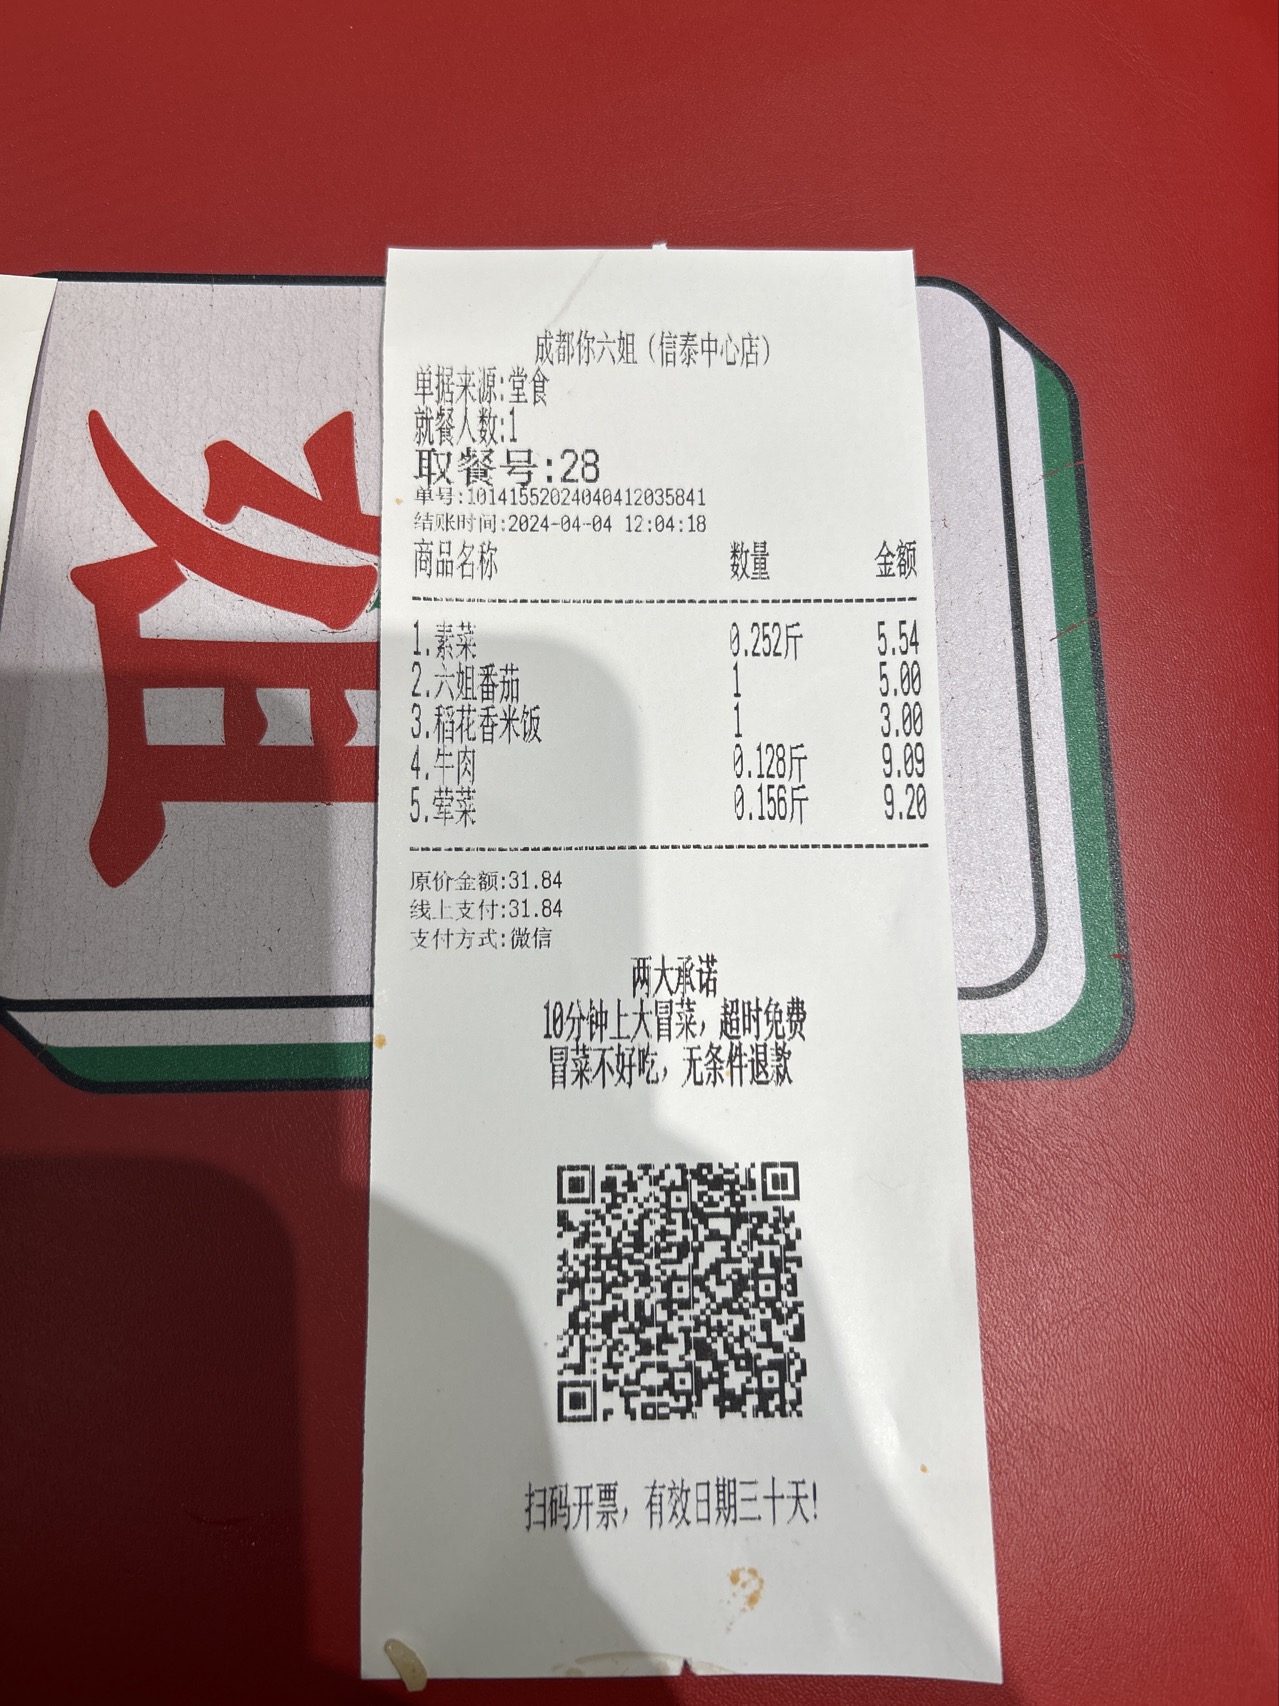 成都你六姐（信泰中心店）
单据来源:堂食
就餐人数:1
取餐号:28
单号:10141552024040412035841
结账时间:2024-04-04 12:04:18
商品名称 数量 金额
1.素菜 0.252斤 5.54
2.六姐番茄 1 5.00
3.稻花香米饭 1 3.00
4.牛肉 0.128斤 9.09
5.荤菜 0.156斤 9.20
原价金额:31.84
线上支付:31.84
支付方式:微信
两大承诺
10分钟上大冒菜，超时免费
冒菜不好吃，无条件退款
扫码开票，有效日期三十天!
姐